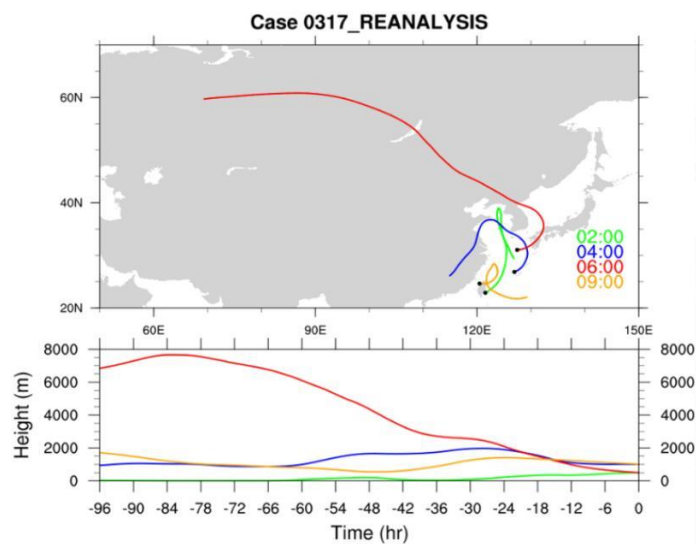 Case 0317_REANALYSIS
60N
40N
20N
02:00
04:00
06:00
09:00
60E 90E 120E 150E
8000 8000
6000 6000
4000 4000
2000 2000
0 0
Height (m)
-96 -90 -84 -78 -72 -66 -60 -54 -48 -42 -36 -30 -24 -18 -12 -6 0
Time (hr)